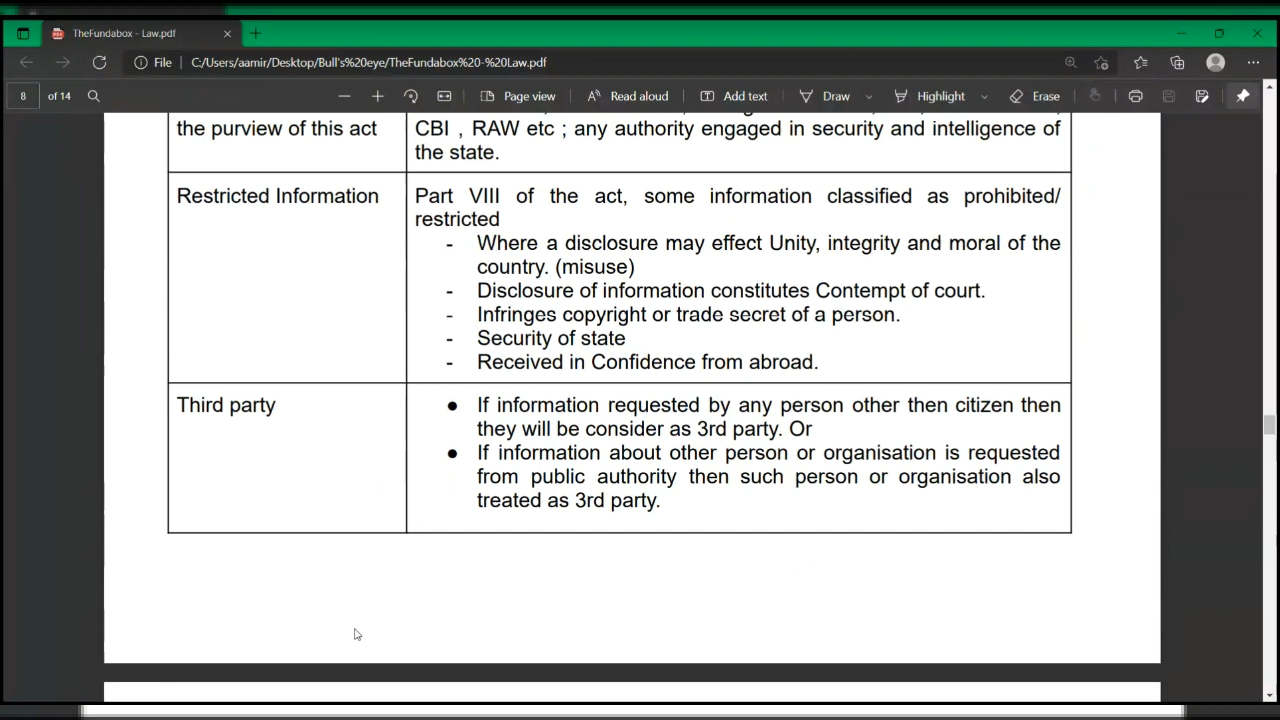 TheFundabox - Law.pdf
File
C:/Users/aamir/Desktop/Bull's%20eye/TheFundabox%20-%20Law.pdf
8 of 14
Page view
Read aloud
Add text
Draw
Highlight
Erase
the purview of this act
CBI , RAW etc ; any authority engaged in security and intelligence of
the state.
Restricted Information
Part VIII of the act, some information classified as prohibited/
restricted
- Where a disclosure may effect Unity, integrity and moral of the
country. (misuse)
- Disclosure of information constitutes Contempt of court.
- Infringes copyright or trade secret of a person.
- Security of state
- Received in Confidence from abroad.
Third party
● If information requested by any person other then citizen then
they will be consider as 3rd party. Or
● If information about other person or organisation is requested
from public authority then such person or organisation also
treated as 3rd party.